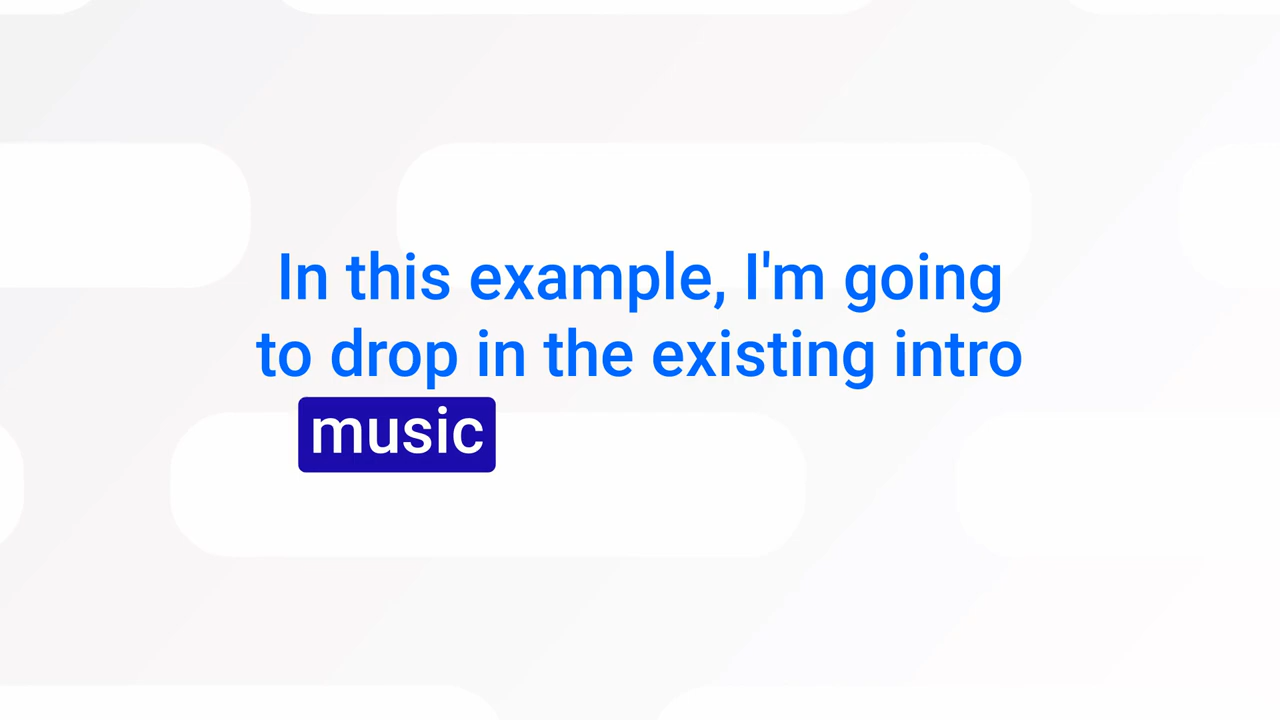 In this example, I'm going
to drop in the existing intro
music